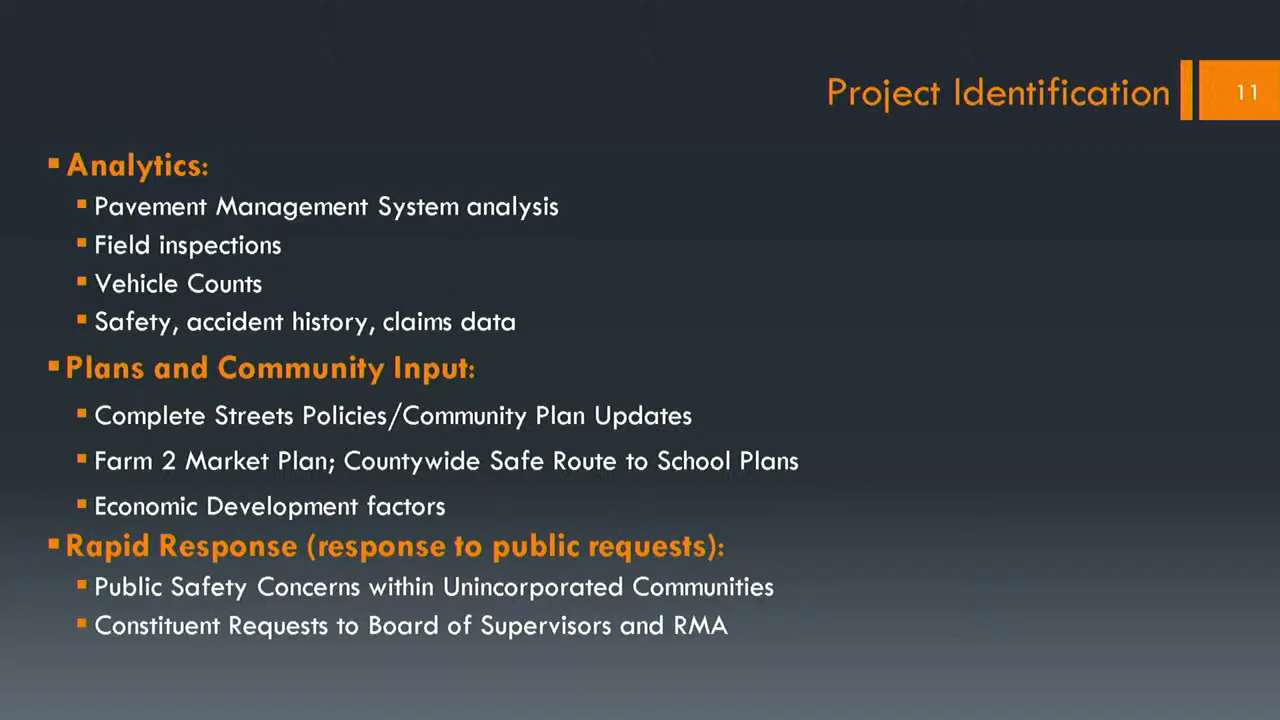 Project Identification
11
Analytics:
Pavement Management System analysis
Field inspections
Vehicle Counts
Safety, accident history, claims data
Plans and Community Input:
Complete Streets Policies/Community Plan Updates
Farm 2 Market Plan; Countywide Safe Route to School Plans
Economic Development factors
Rapid Response (response to public requests):
Public Safety Concerns within Unincorporated Communities
Constituent Requests to Board of Supervisors and RMA